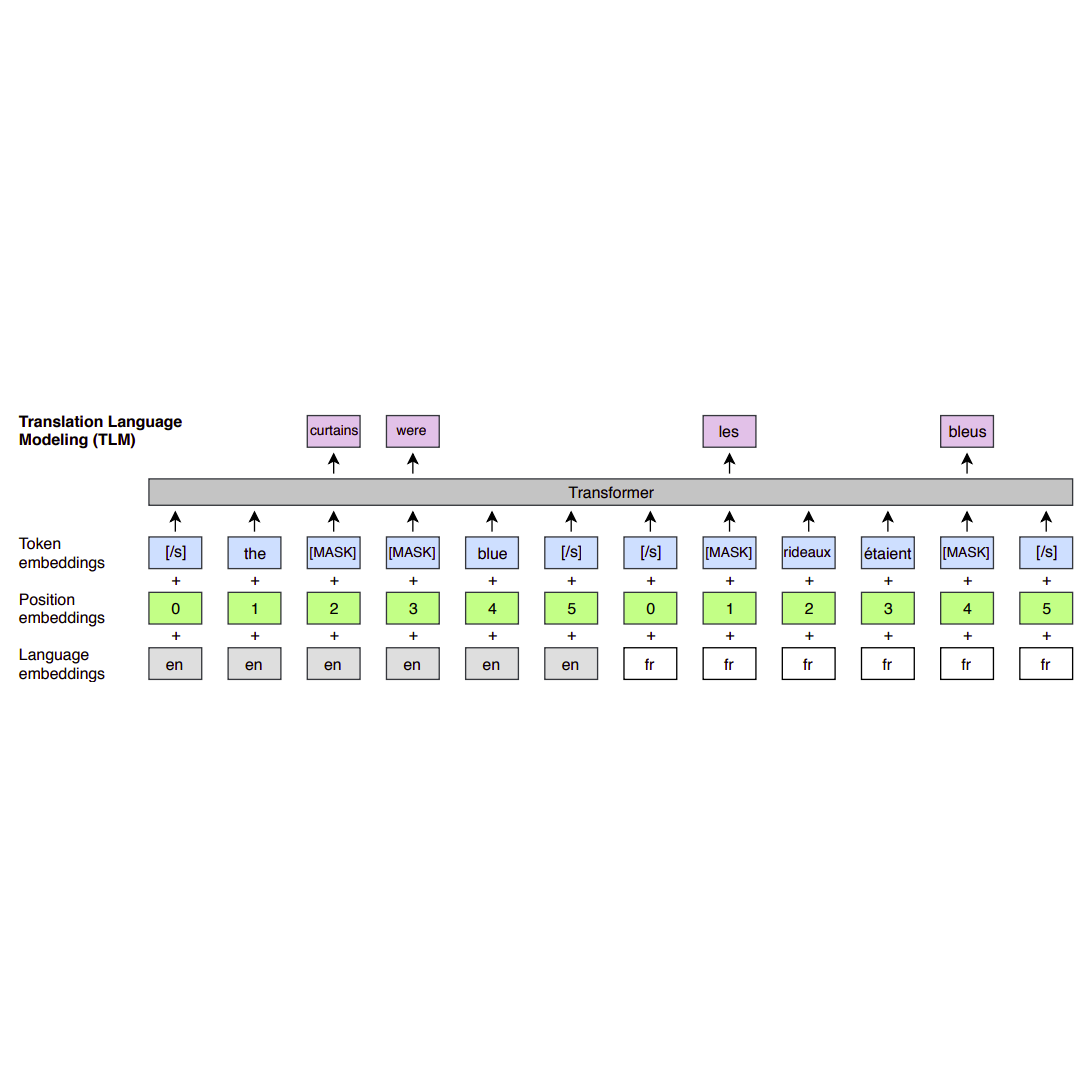 Translation Language
Modeling (TLM)
curtains were les bleus
Transformer
Token
embeddings
[/s] the [MASK] [MASK] blue [/s] [/s] [MASK] rideaux étaient [MASK] [/s]
+ + + + + + + + + + + +
Position
embeddings
0 1 2 3 4 5 0 1 2 3 4 5
+ + + + + + + + + + + +
Language
embeddings
en en en en en en fr fr fr fr fr fr